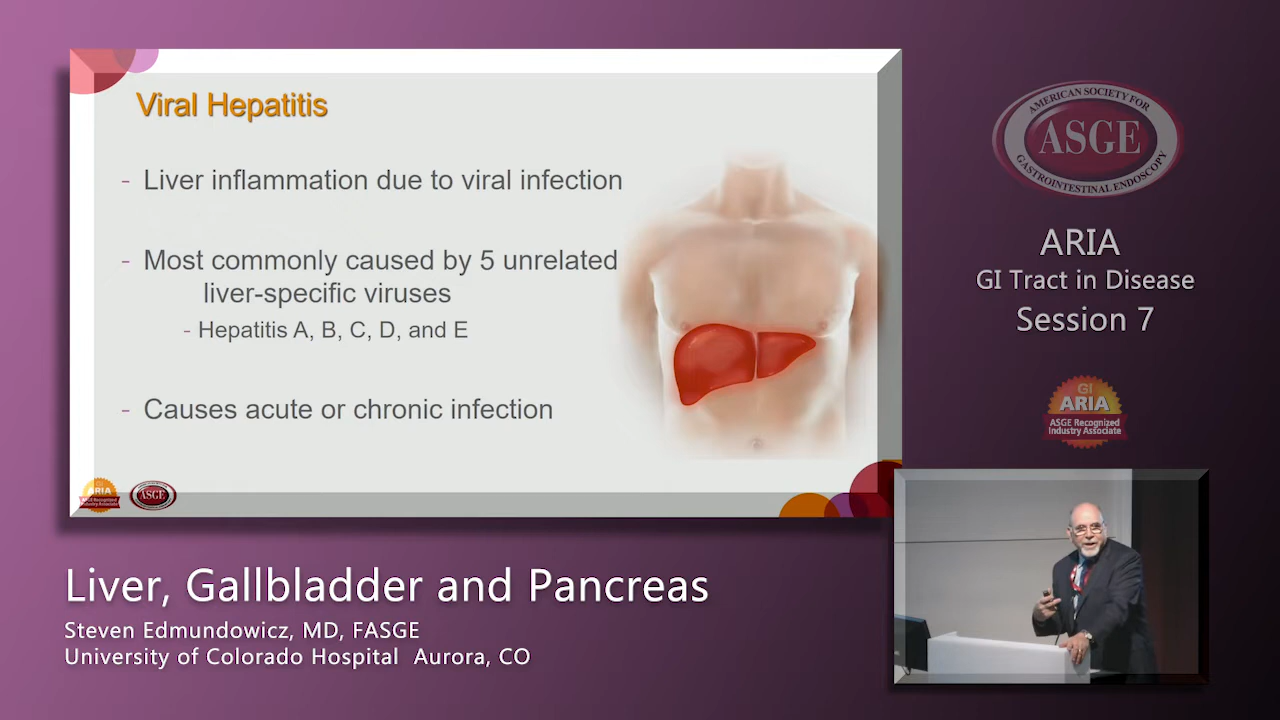 Viral Hepatitis
- Liver inflammation due to viral infection
- Most commonly caused by 5 unrelated
liver-specific viruses
- Hepatitis A, B, C, D, and E
- Causes acute or chronic infection
ARIA
ASGE
AMERICAN SOCIETY FOR
ASGE
GASTROINTESTINAL ENDOSCOPY
ARIA
GI Tract in Disease
Session 7
GI
ARIA
ASGE Recognized
Industry Associate
Liver, Gallbladder and Pancreas
Steven Edmundowicz, MD, FASGE
University of Colorado Hospital Aurora, CO